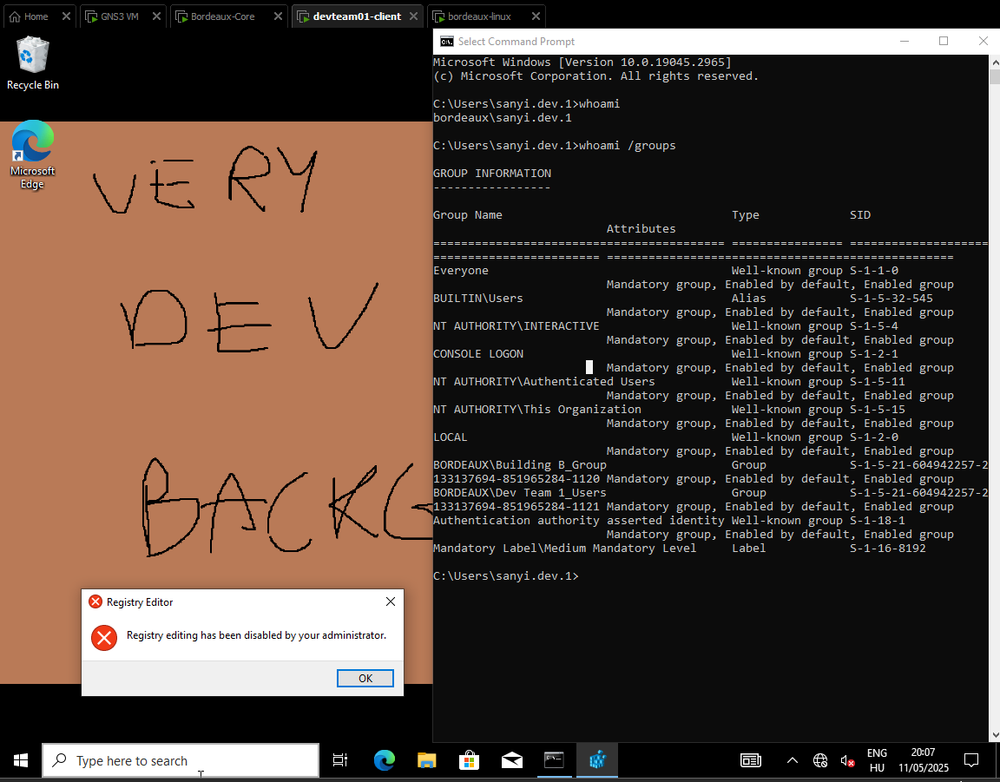 Home
GNS3 VM
Bordeaux-Core
devteam01-client
bordeaux-linux
Recycle Bin
Microsoft
Edge
VERY
DEV
BACKG
Select Command Prompt
Microsoft Windows [Version 10.0.19045.2965]
(c) Microsoft Corporation. All rights reserved.
C:\Users\sanyi.dev.1>whoami
bordeaux\sanyi.dev.1
C:\Users\sanyi.dev.1>whoami /groups
GROUP INFORMATION
-----------------
Group Name Type SID
Attributes
========================================== ================ ====================
======================== ==================================================
Everyone Well-known group S-1-1-0
Mandatory group, Enabled by default, Enabled group
BUILTIN\Users Alias S-1-5-32-545
Mandatory group, Enabled by default, Enabled group
NT AUTHORITY\INTERACTIVE Well-known group S-1-5-4
Mandatory group, Enabled by default, Enabled group
CONSOLE LOGON Well-known group S-1-2-1
Mandatory group, Enabled by default, Enabled group
NT AUTHORITY\Authenticated Users Well-known group S-1-5-11
Mandatory group, Enabled by default, Enabled group
NT AUTHORITY\This Organization Well-known group S-1-5-15
Mandatory group, Enabled by default, Enabled group
LOCAL Well-known group S-1-2-0
Mandatory group, Enabled by default, Enabled group
BORDEAUX\Building B_Group Group S-1-5-21-604942257-2
133137694-851965284-1120 Mandatory group, Enabled by default, Enabled group
BORDEAUX\Dev Team 1_Users Group S-1-5-21-604942257-2
133137694-851965284-1121 Mandatory group, Enabled by default, Enabled group
Authentication authority asserted identity Well-known group S-1-18-1
Mandatory group, Enabled by default, Enabled group
Mandatory Label\Medium Mandatory Level Label S-1-16-8192
C:\Users\sanyi.dev.1>
Registry Editor
Registry editing has been disabled by your administrator.
OK
Type here to search
ENG
HU
20:07
11/05/2025